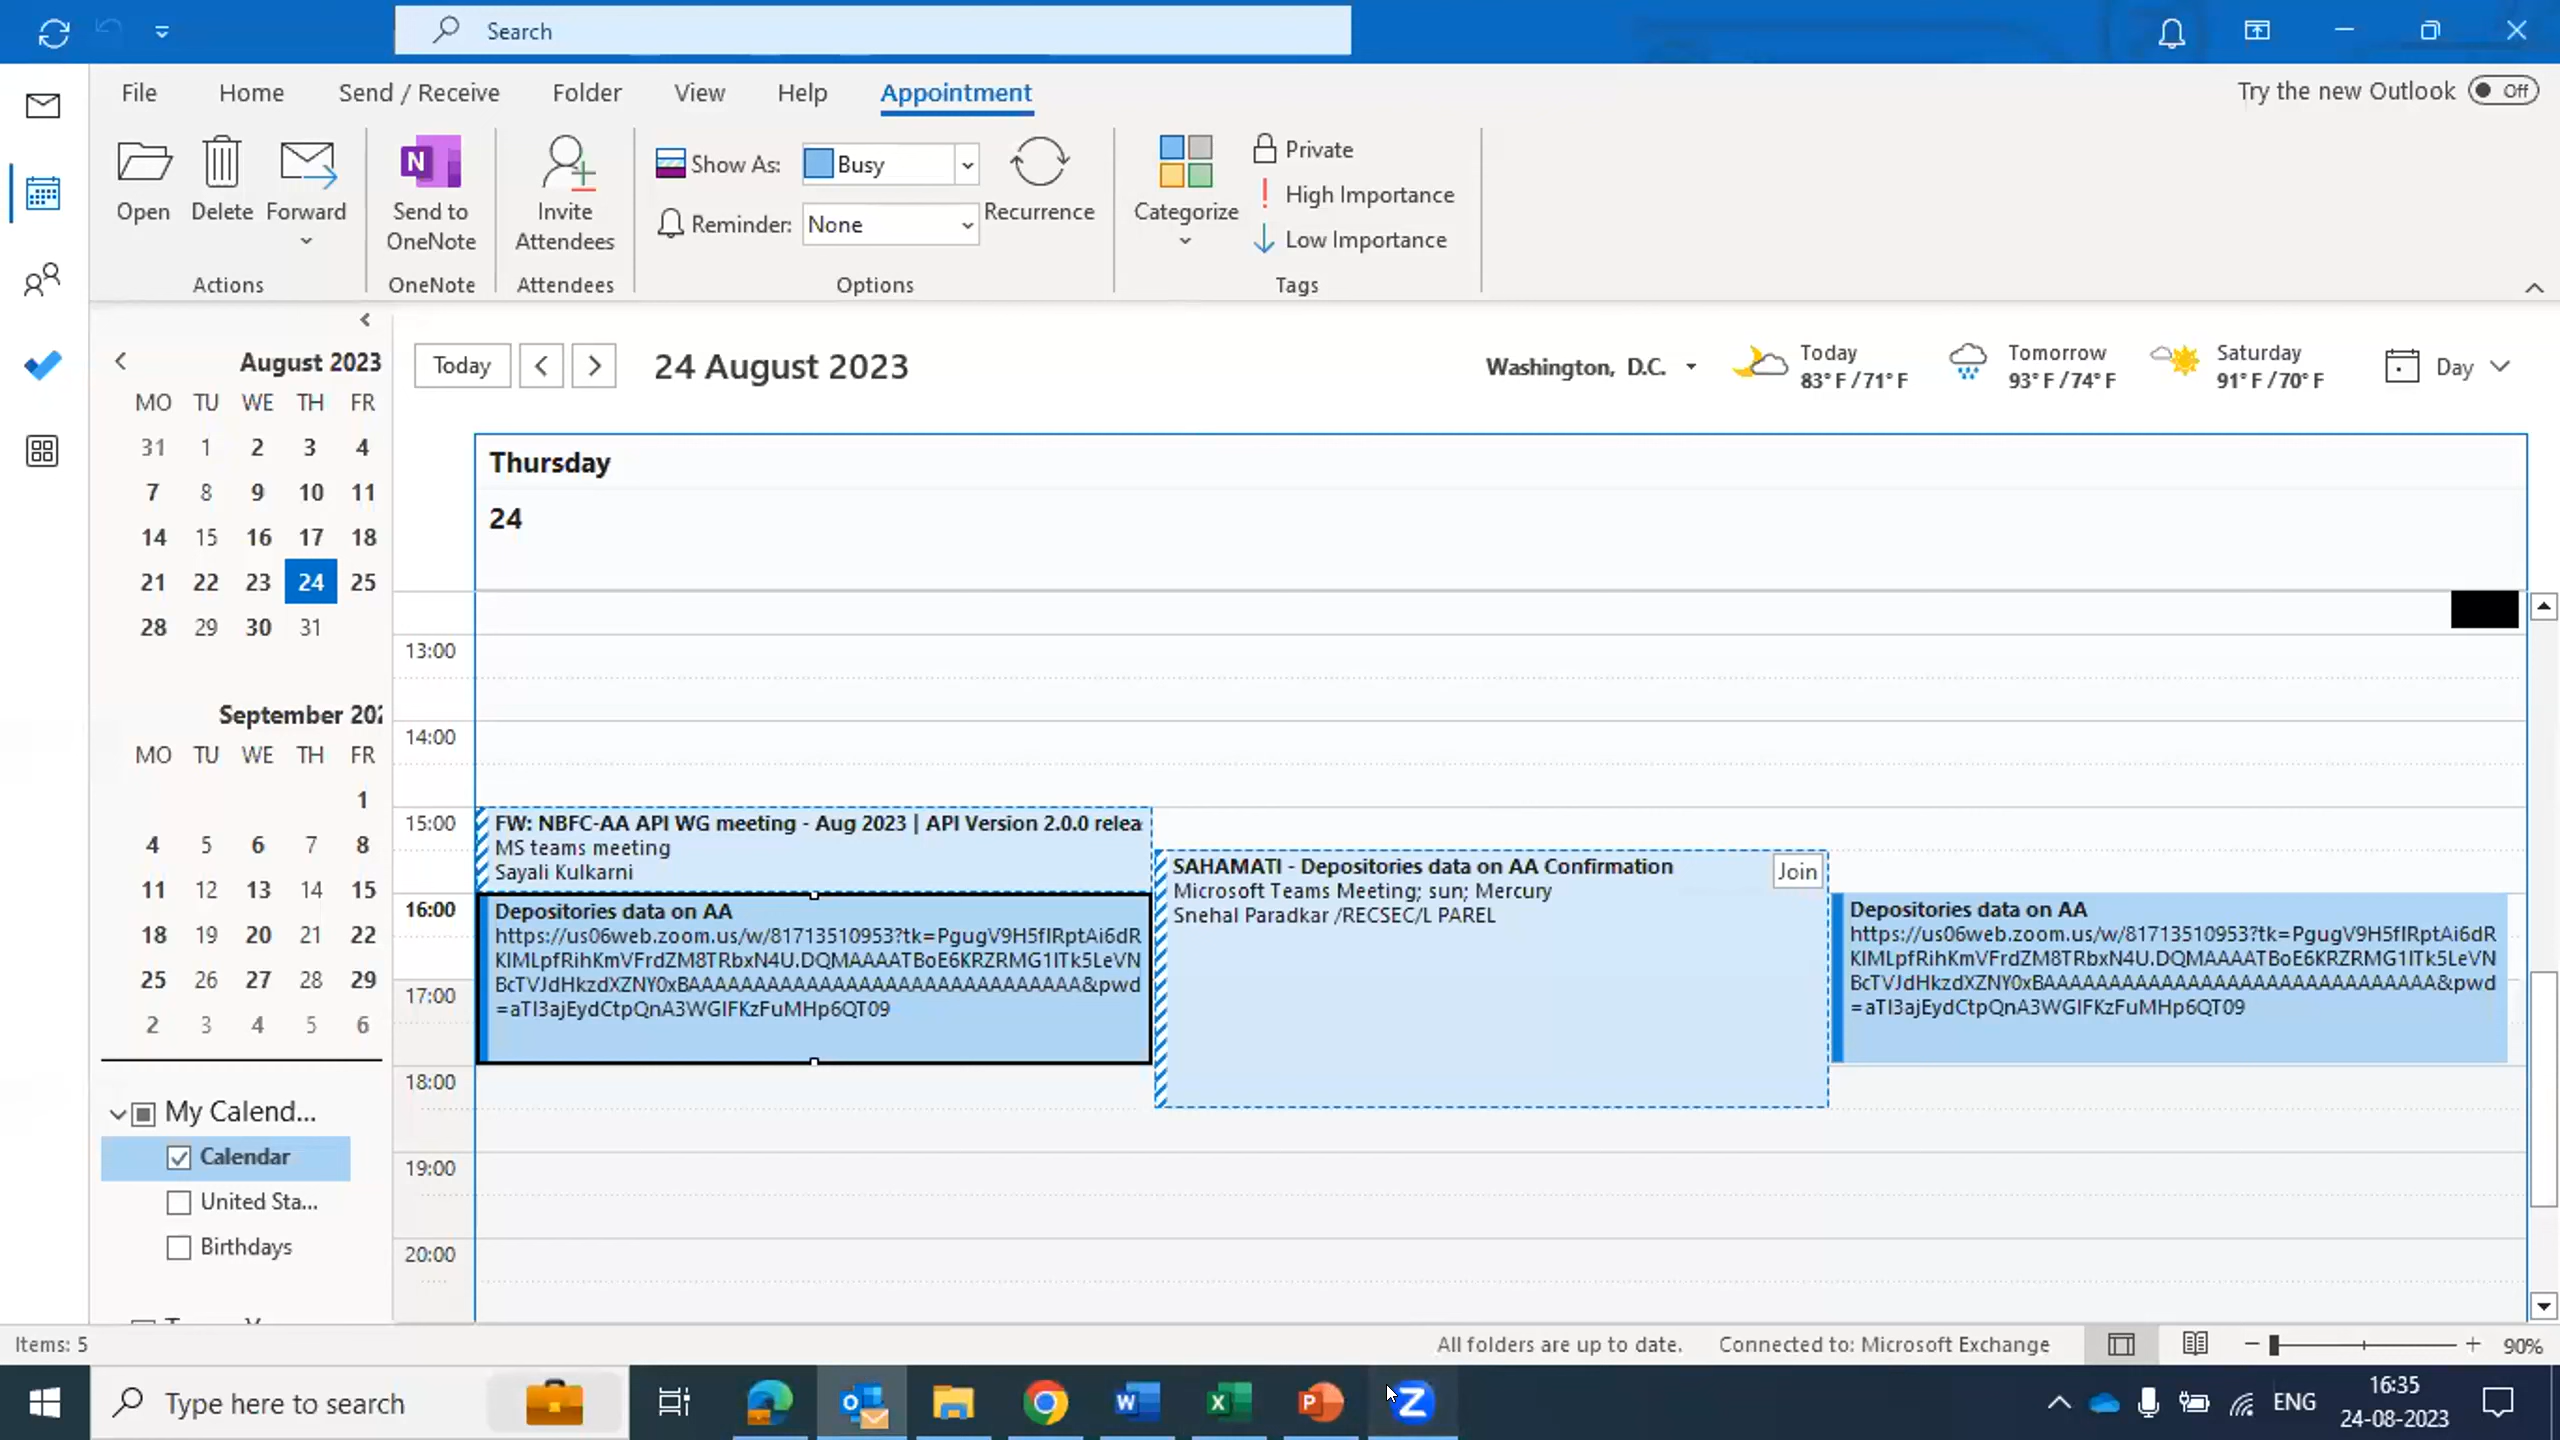 Search
File Home Send / Receive Folder View Help Appointment
Try the new Outlook Off
Open Delete Forward
Send to OneNote
Invite Attendees
Show As: Busy
Reminder: None
Recurrence
Categorize
Private
High Importance
Low Importance
Actions OneNote Attendees Options Tags
August 2023
MO TU WE TH FR
31 1 2 3 4
7 8 9 10 11
14 15 16 17 18
21 22 23 24 25
28 29 30 31
September 202
MO TU WE TH FR
1
4 5 6 7 8
11 12 13 14 15
18 19 20 21 22
25 26 27 28 29
2 3 4 5 6
My Calend...
Calendar
United Sta...
Birthdays
Today
24 August 2023
Washington, D.C.
Today
83° F / 71° F
Tomorrow
93° F / 74° F
Saturday
91° F / 70° F
Day
Thursday
24
13:00
14:00
15:00
16:00
17:00
18:00
19:00
20:00
FW: NBFC-AA API WG meeting - Aug 2023 | API Version 2.0.0 relea
MS teams meeting
Sayali Kulkarni
Depositories data on AA
https://us06web.zoom.us/w/81713510953?tk=PgugV9H5fIRptAi6dR
KIMLpfRihKmVFrdZM8TRbxN4U.DQMAAAATBoE6KRZRMG1ITk5LeVN
BcTVJdHkzdXZNY0xBAAAAAAAAAAAAAAAAAAAAAAAAAAAAAA&pwd
=aTI3ajEydCtpQnA3WGIFKzFuMHp6QT09
SAHAMATI - Depositories data on AA Confirmation
Microsoft Teams Meeting; sun; Mercury
Snehal Paradkar /RECSEC/L PAREL
Join
Depositories data on AA
https://us06web.zoom.us/w/81713510953?tk=PgugV9H5fIRptAi6dR
KIMLpfRihKmVFrdZM8TRbxN4U.DQMAAAATBoE6KRZRMG1ITk5LeVN
BcTVJdHkzdXZNY0xBAAAAAAAAAAAAAAAAAAAAAAAAAAAAAA&pwd
=aTI3ajEydCtpQnA3WGIFKzFuMHp6QT09
Items: 5
All folders are up to date.
Connected to: Microsoft Exchange
90%
Type here to search
ENG
16:35
24-08-2023